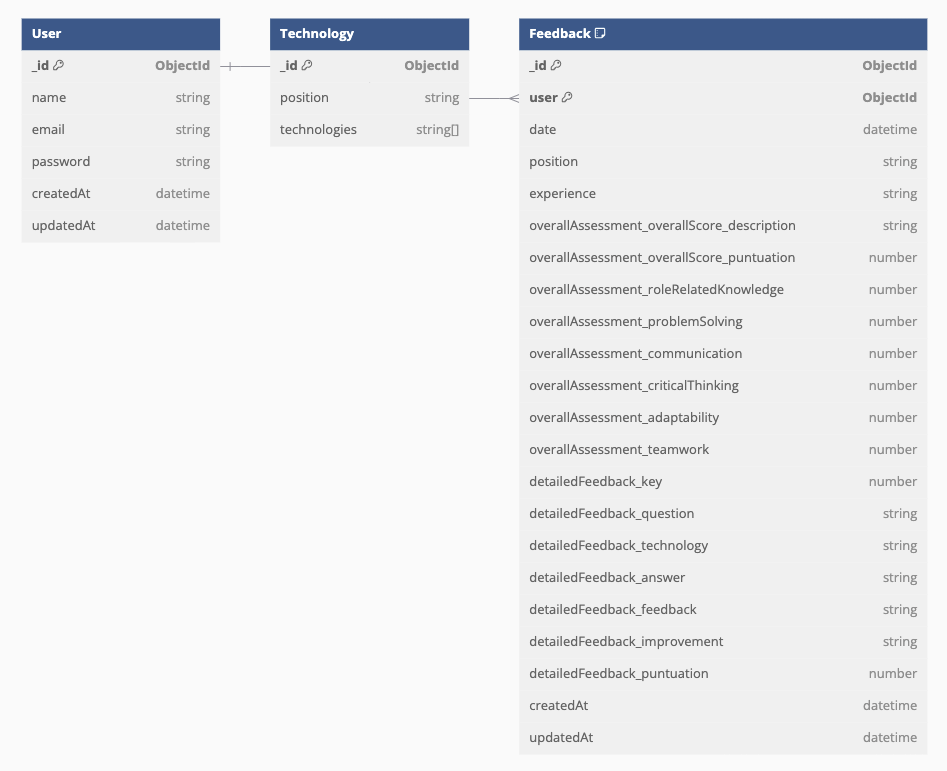 User
_id ObjectId
name string
email string
password string
createdAt datetime
updatedAt datetime
Technology
_id ObjectId
position string
technologies string[]
Feedback
_id ObjectId
user ObjectId
date datetime
position string
experience string
overallAssessment_overallScore_description string
overallAssessment_overallScore_puntuation number
overallAssessment_roleRelatedKnowledge number
overallAssessment_problemSolving number
overallAssessment_communication number
overallAssessment_criticalThinking number
overallAssessment_adaptability number
overallAssessment_teamwork number
detailedFeedback_key number
detailedFeedback_question string
detailedFeedback_technology string
detailedFeedback_answer string
detailedFeedback_feedback string
detailedFeedback_improvement string
detailedFeedback_puntuation number
createdAt datetime
updatedAt datetime